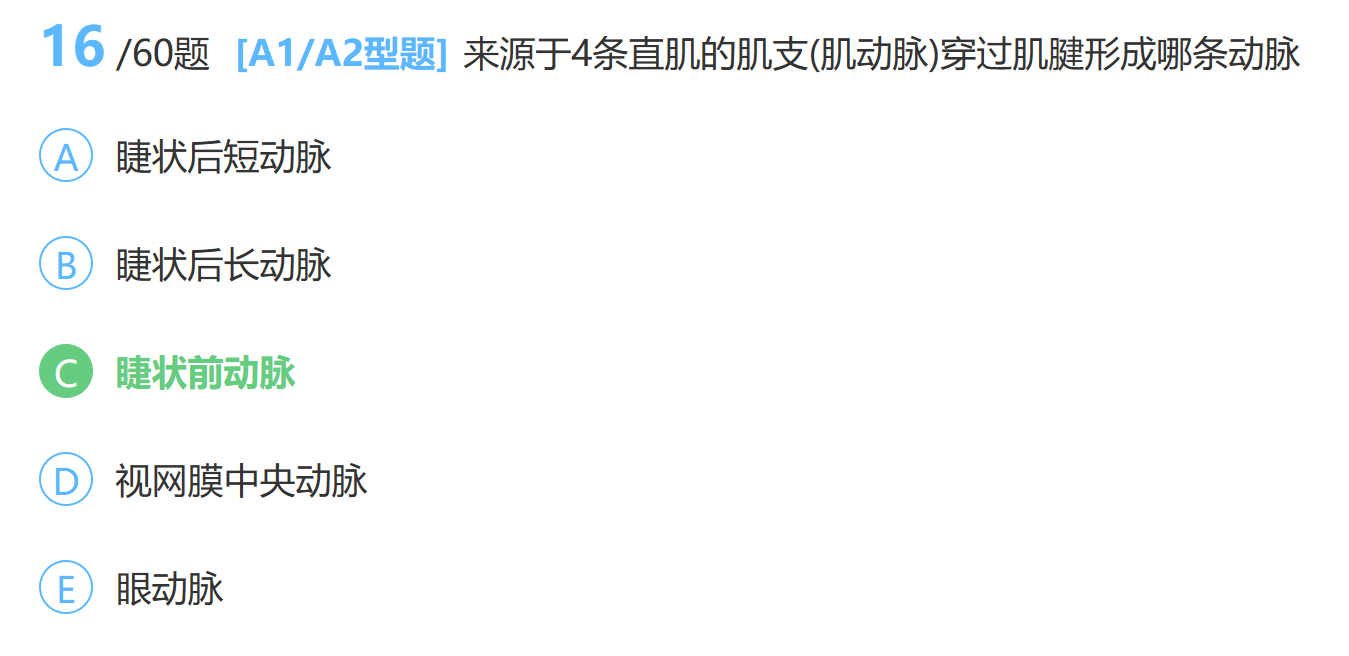 16 /60题 [A1/A2型题] 来源于4条直肌的肌支(肌动脉)穿过肌腱形成哪条动脉
A 睫状后短动脉
B 睫状后长动脉
C 睫状前动脉
D 视网膜中央动脉
E 眼动脉